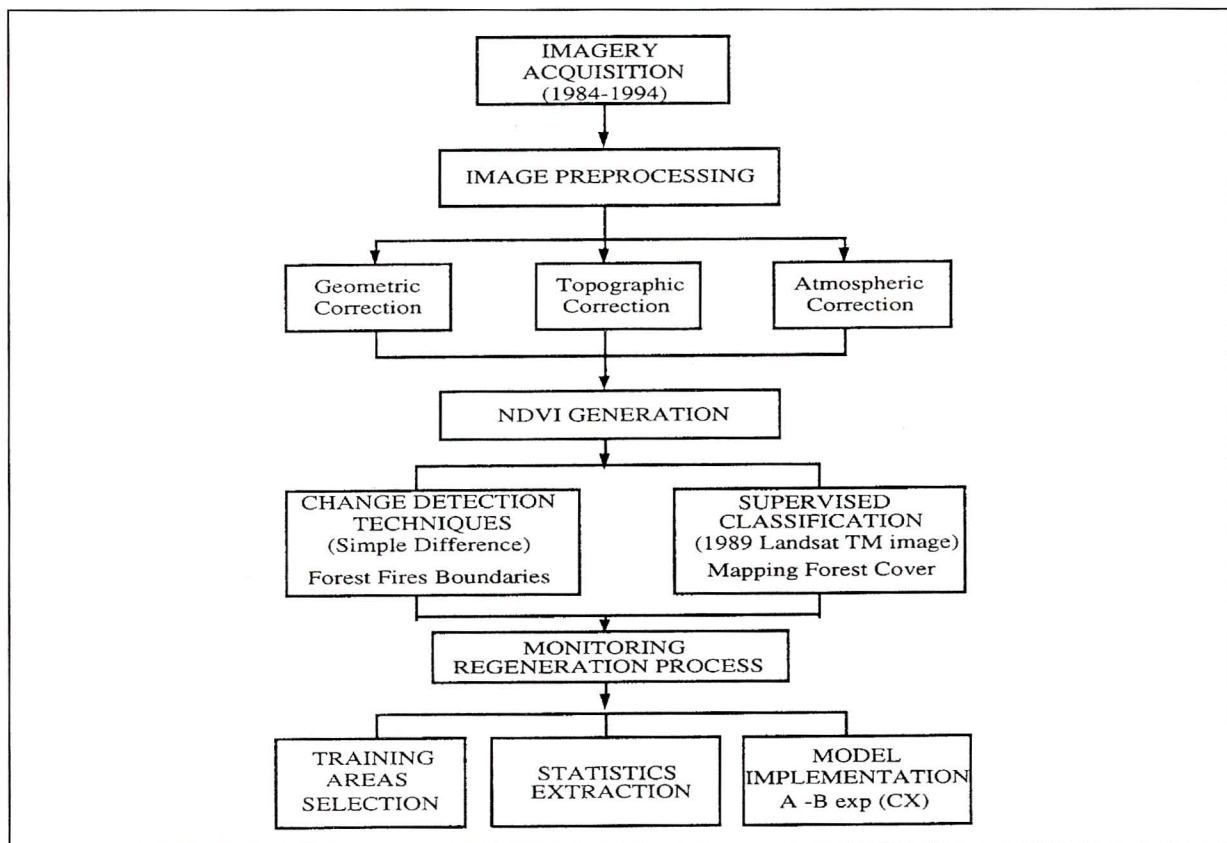 IMAGERY
ACQUISITION
(1984-1994)
IMAGE PREPROCESSING
Geometric
Correction
Topographic
Correction
Atmospheric
Correction
NDVI GENERATION
CHANGE DETECTION
TECHNIQUES
(Simple Difference)
Forest Fires Boundaries
SUPERVISED
CLASSIFICATION
(1989 Landsat TM image)
Mapping Forest Cover
MONITORING
REGENERATION PROCESS
TRAINING
AREAS
SELECTION
STATISTICS
EXTRACTION
MODEL
IMPLEMENTATION
A -B exp (CX)